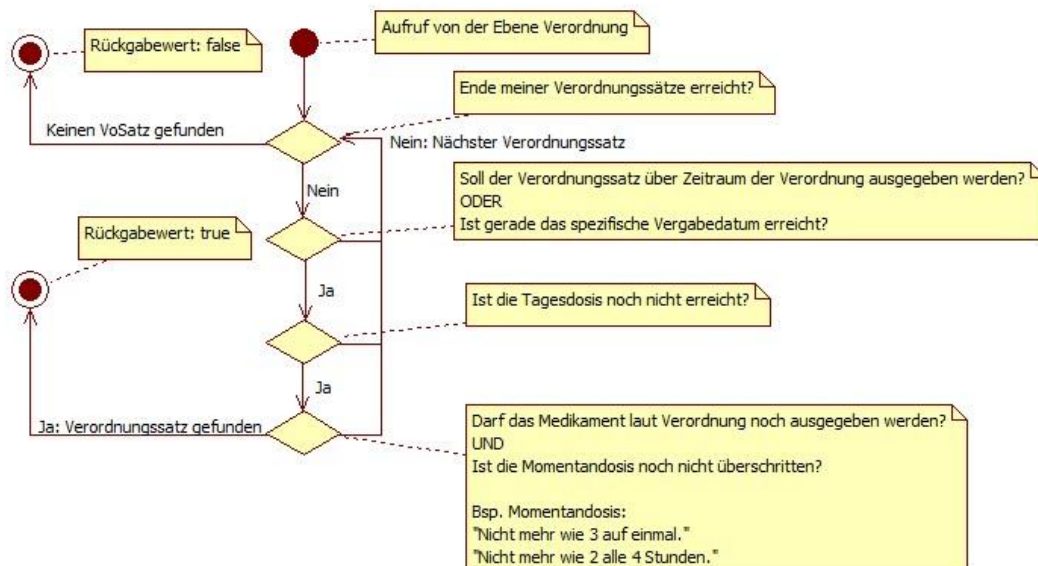 Aufruf von der Ebene Verordnung
Rückgabewert: false
Ende meiner Verordnungssätze erreicht?
Keinen VoSatz gefunden
Nein: Nächster Verordnungssatz
Nein
Soll der Verordnungssatz über Zeitraum der Verordnung ausgegeben werden?
ODER
Ist gerade das spezifische Vergabedatum erreicht?
Rückgabewert: true
Ja
Ist die Tagesdosis noch nicht erreicht?
Ja
Ja: Verordnungssatz gefunden
Darf das Medikament laut Verordnung noch ausgegeben werden?
UND
Ist die Momentandosis noch nicht überschritten?
Bsp. Momentandosis:
"Nicht mehr wie 3 auf einmal."
"Nicht mehr wie 2 alle 4 Stunden."